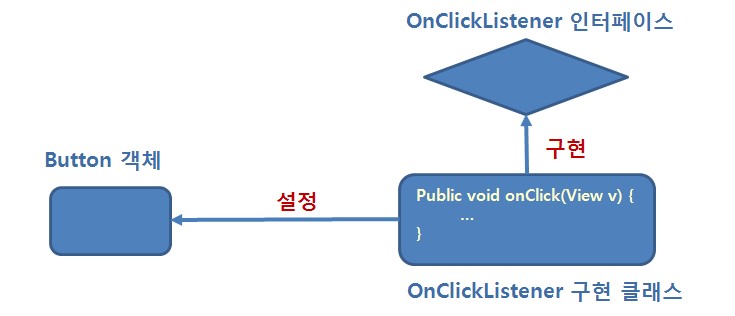 OnClickListener 인터페이스
Button 객체
구현
설정
Public void onClick(View v) {
...
}
OnClickListener 구현 클래스